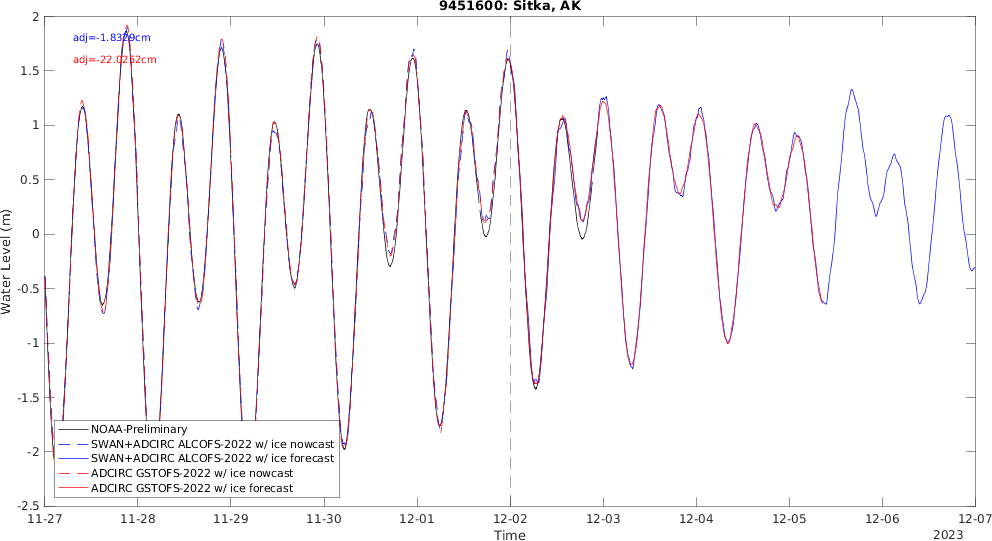 9451600: Sitka, AK
adj=-1.8329cm
adj=-22.0262cm
Water Level (m)
2
1.5
1
0.5
0
-0.5
-1
-1.5
-2
-2.5
NOAA-Preliminary
SWAN+ADCIRC ALCOFS-2022 w/ ice nowcast
SWAN+ADCIRC ALCOFS-2022 w/ ice forecast
ADCIRC GSTOFS-2022 w/ ice nowcast
ADCIRC GSTOFS-2022 w/ ice forecast
11-27 11-28 11-29 11-30 12-01 12-02 12-03 12-04 12-05 12-06 12-07
Time
2023